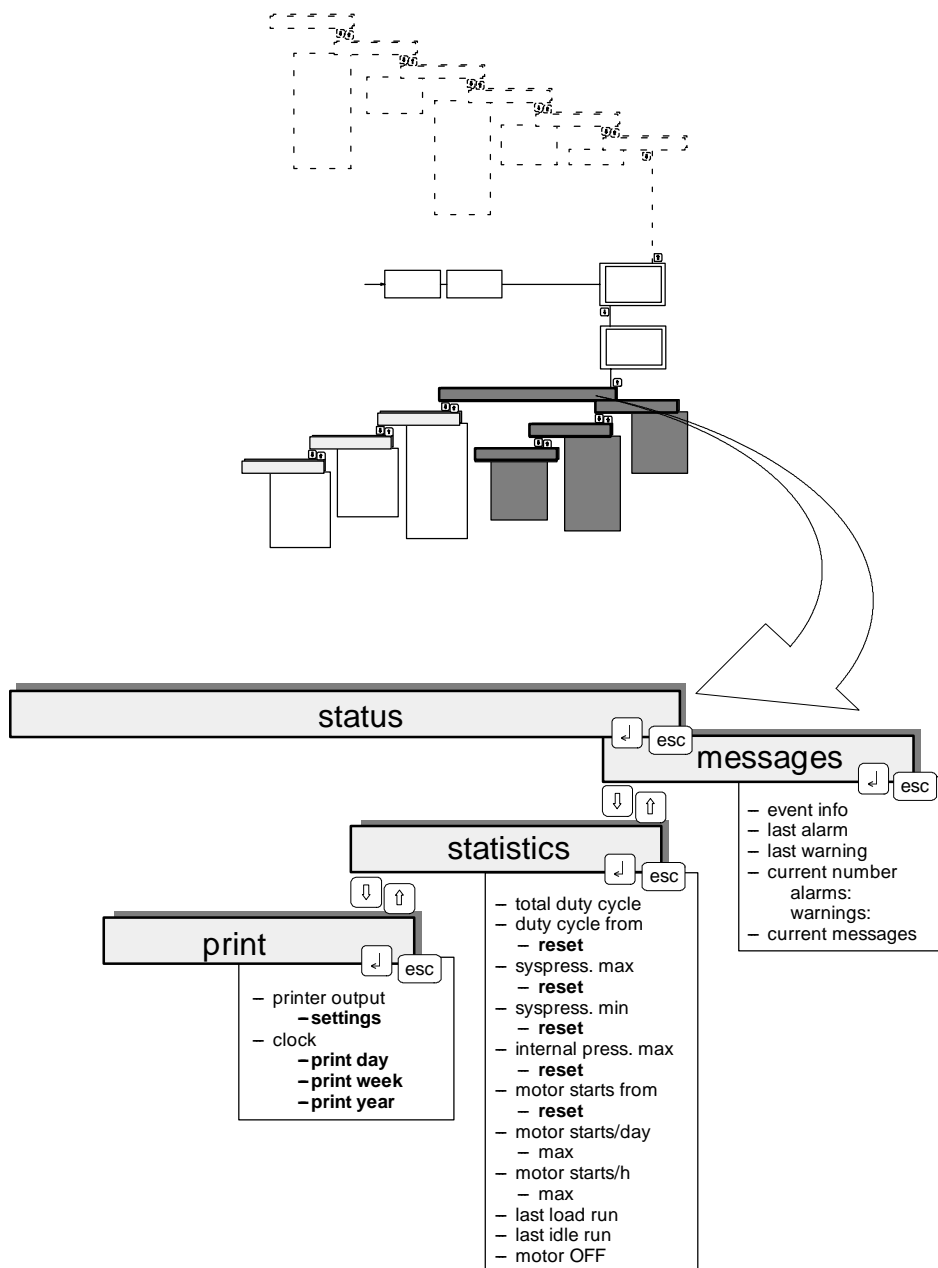 status
esc
messages
esc
– event info
– last alarm
– last warning
– current number
alarms:
warnings:
– current messages
statistics
esc
– total duty cycle
– duty cycle from
– reset
– syspress. max
– reset
– syspress. min
– reset
– internal press. max
– reset
– motor starts from
– reset
– motor starts/day
– max
– motor starts/h
– max
– last load run
– last idle run
– motor OFF
print
esc
– printer output
– settings
– clock
– print day
– print week
– print year